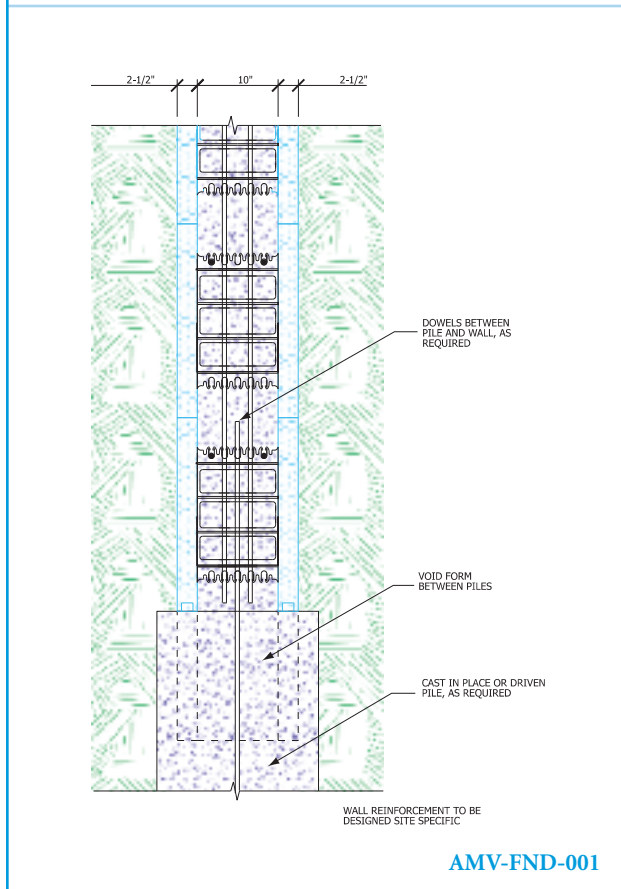 2-1/2" 10" 2-1/2"
DOWELS BETWEEN
PILE AND WALL, AS
REQUIRED
VOID FORM
BETWEEN PILES
CAST IN PLACE OR DRIVEN
PILE, AS REQUIRED
WALL REINFORCEMENT TO BE
DESIGNED SITE SPECIFIC
AMV-FND-001